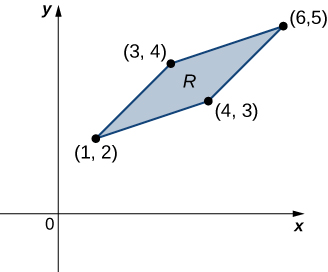 y
(6,5)
(3, 4)
R
(4, 3)
(1, 2)
0
x